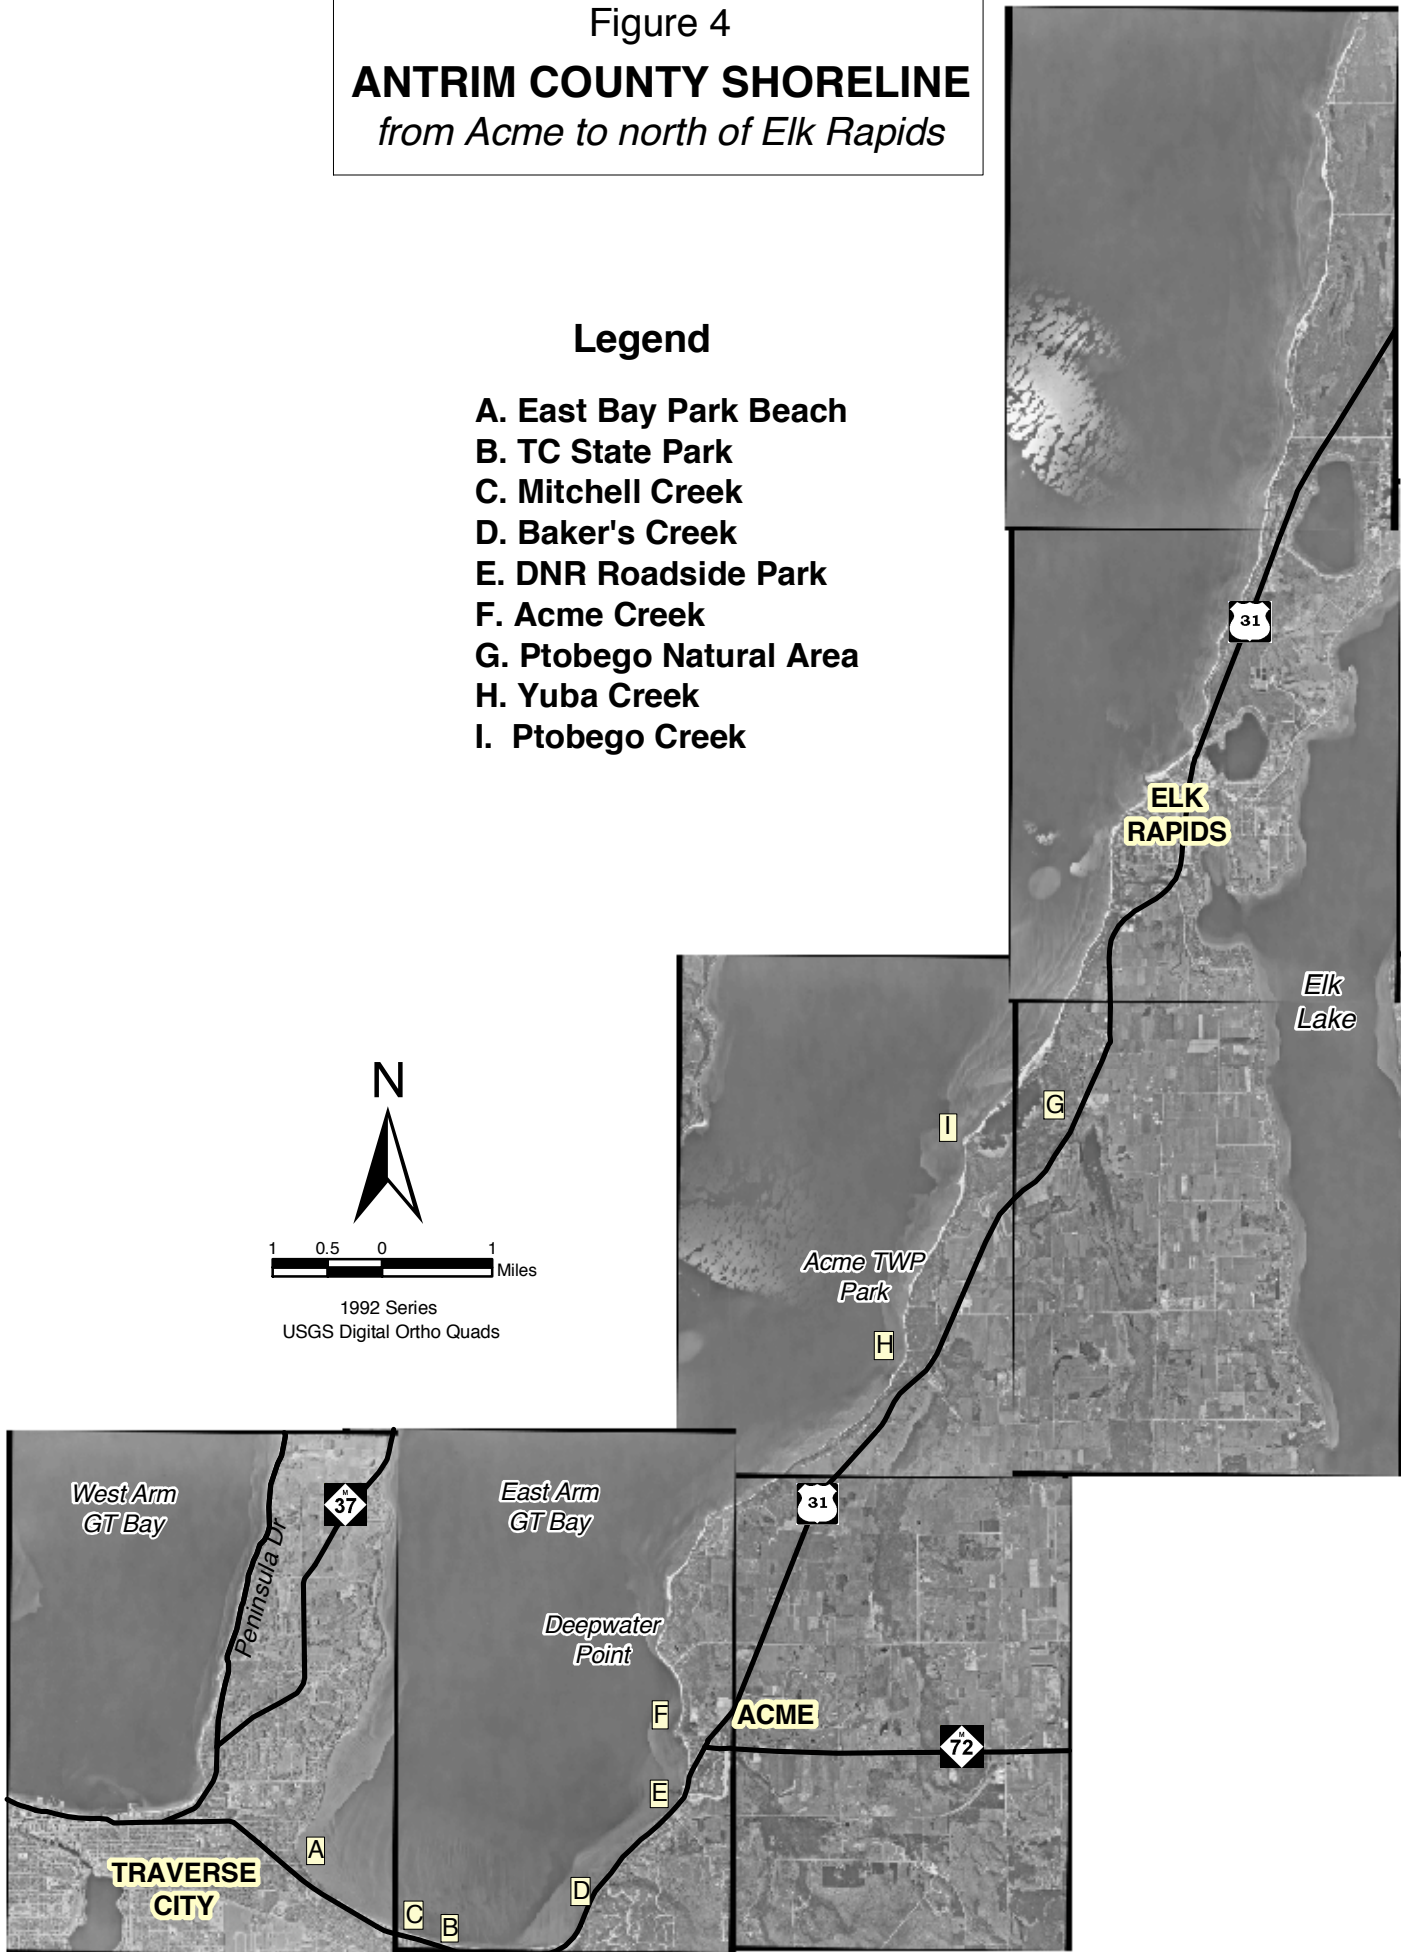 Figure 4
ANTRIM COUNTY SHORELINE
from Acme to north of Elk Rapids
Legend
A. East Bay Park Beach
B. TC State Park
C. Mitchell Creek
D. Baker's Creek
E. DNR Roadside Park
F. Acme Creek
G. Ptobego Natural Area
H. Yuba Creek
I. Ptobego Creek
31
ELK
RAPIDS
Elk
Lake
G
I
Acme TWP
Park
H
N
1 0.5 0 1
Miles
1992 Series
USGS Digital Ortho Quads
West Arm
GT Bay
M
37
Peninsula Dr
East Arm
GT Bay
31
Deepwater
Point
F
ACME
M
72
E
A
TRAVERSE
CITY
D
C
B